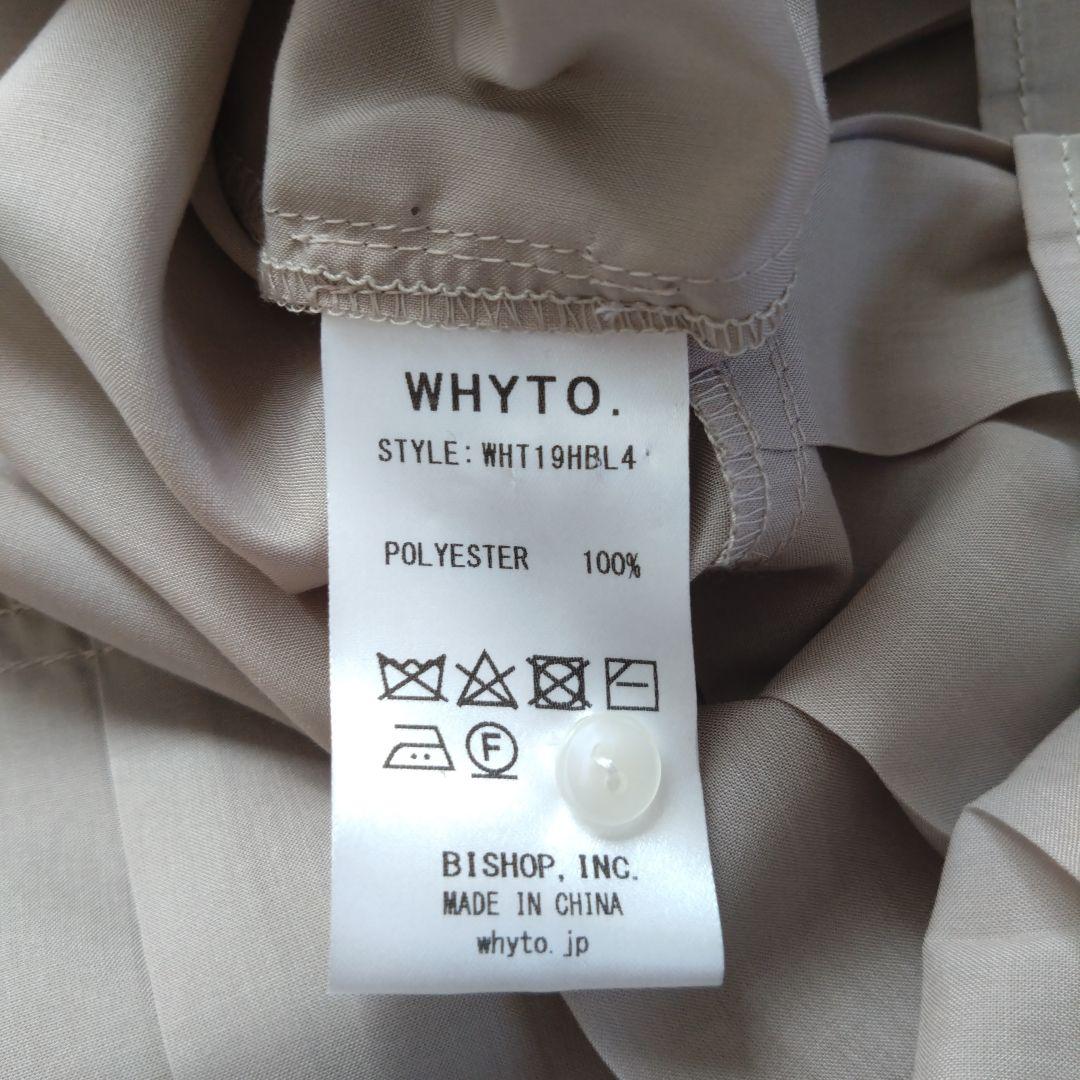 WHYTO.
STYLE: WHT19HBL4
POLYESTER 100%
F
BISHOP, INC.
MADE IN CHINA
whyto.jp